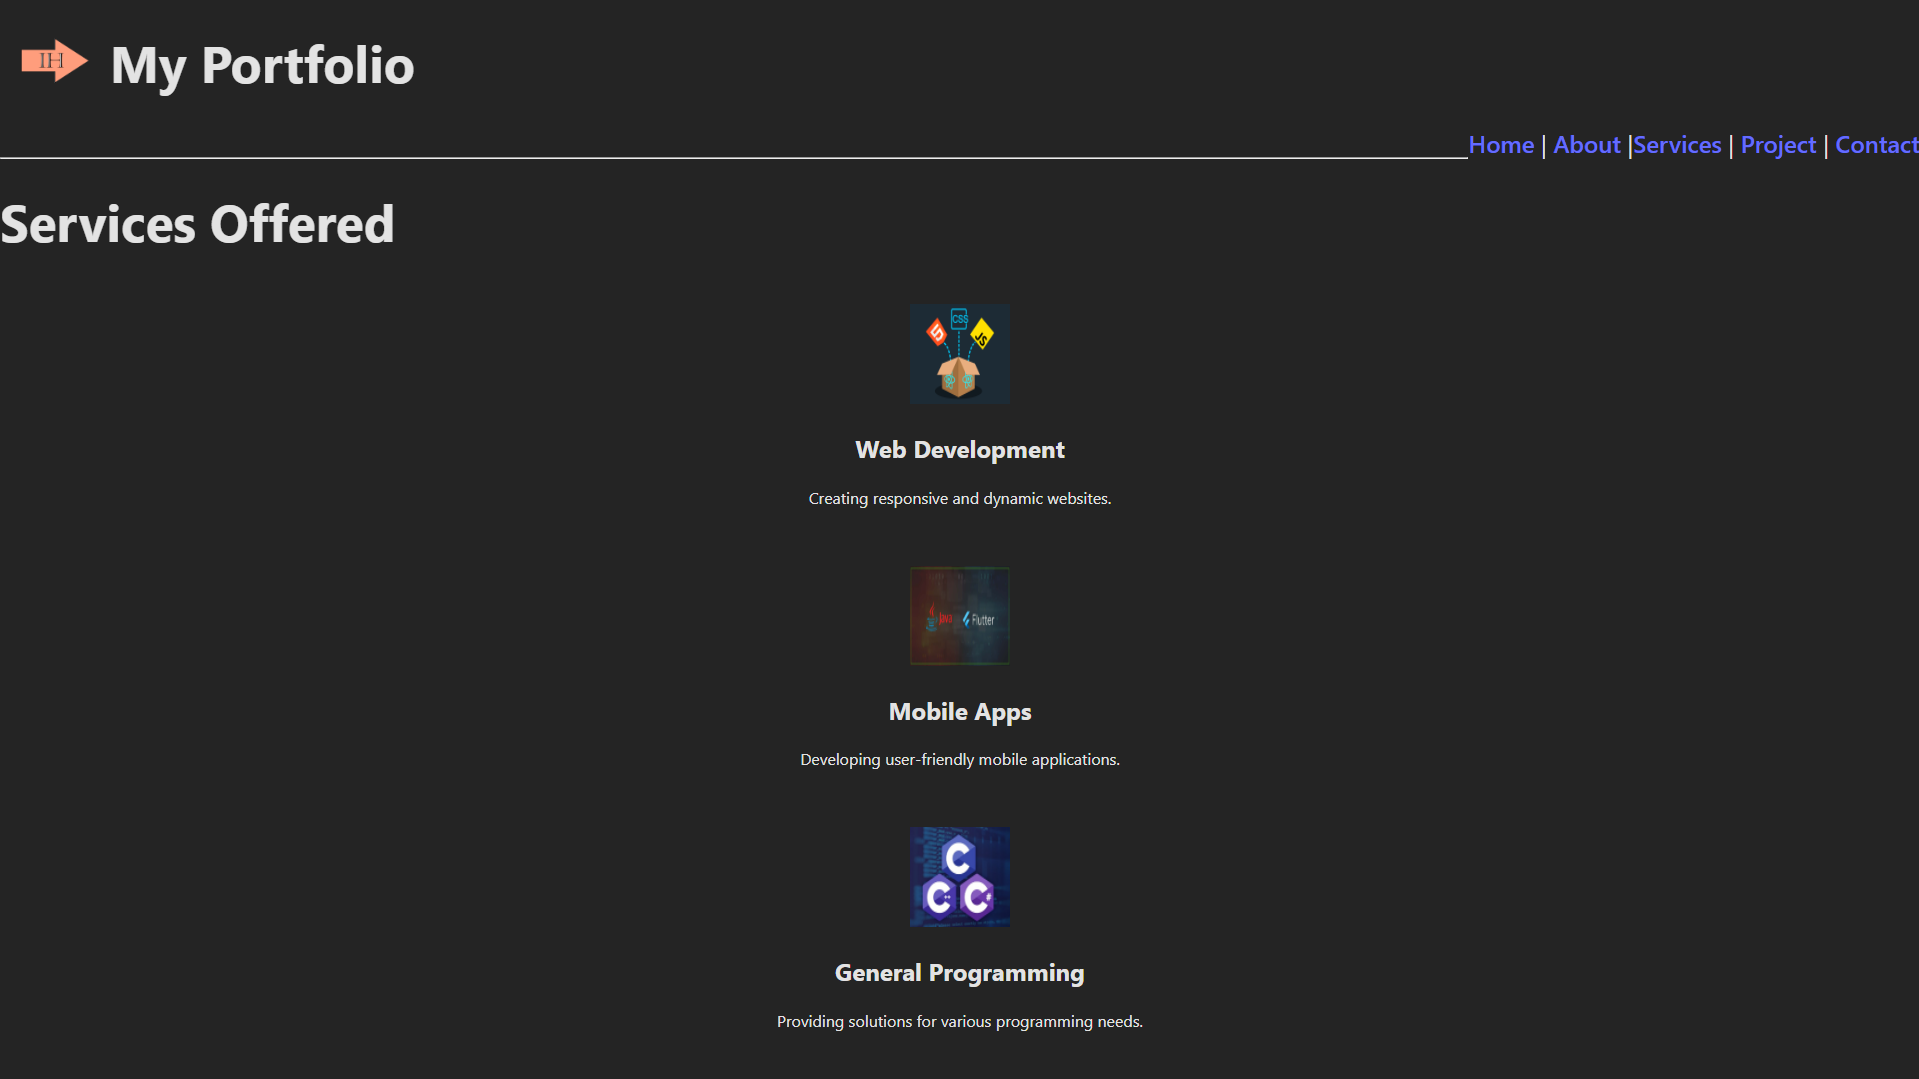 IH My Portfolio
Home | About |Services | Project | Contact
Services Offered
CSS
JS
Web Development
Creating responsive and dynamic websites.
Java Flutter
Mobile Apps
Developing user-friendly mobile applications.
C
C++ C#
General Programming
Providing solutions for various programming needs.